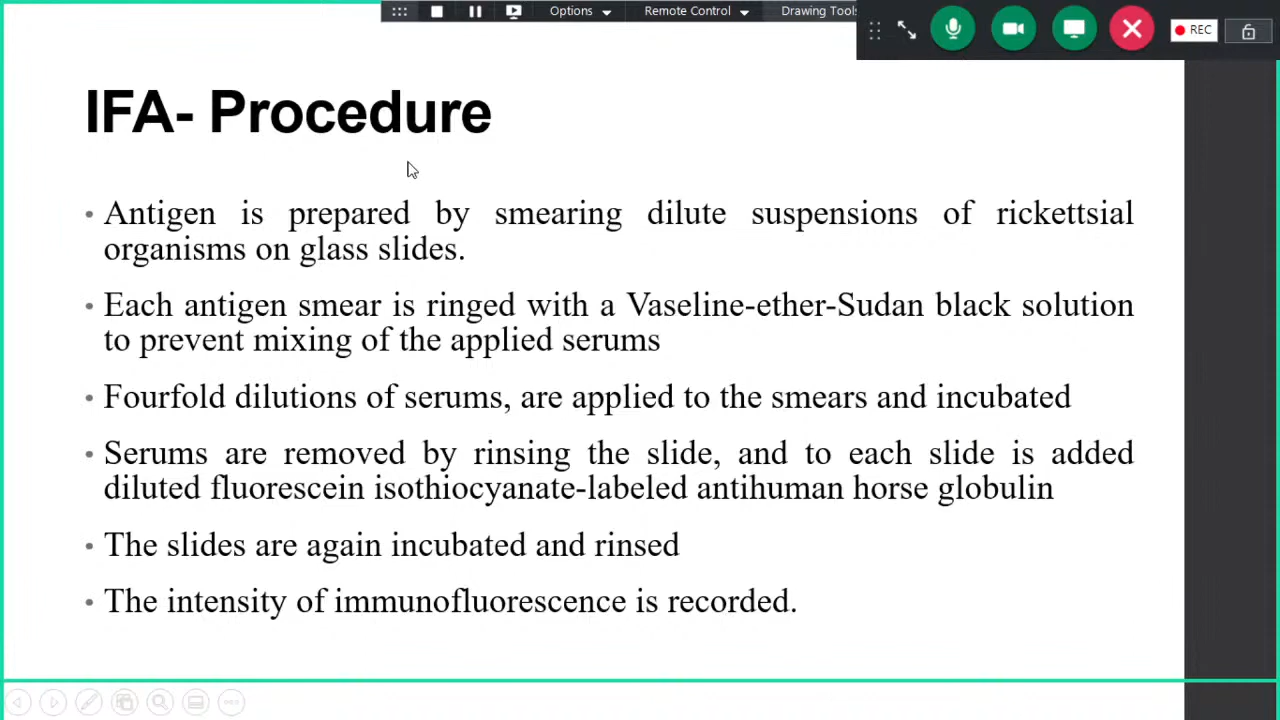 Options
Remote Control
Drawing Tools
REC
IFA- Procedure
• Antigen is prepared by smearing dilute suspensions of rickettsial
organisms on glass slides.
• Each antigen smear is ringed with a Vaseline-ether-Sudan black solution
to prevent mixing of the applied serums
• Fourfold dilutions of serums, are applied to the smears and incubated
• Serums are removed by rinsing the slide, and to each slide is added
diluted fluorescein isothiocyanate-labeled antihuman horse globulin
• The slides are again incubated and rinsed
• The intensity of immunofluorescence is recorded.